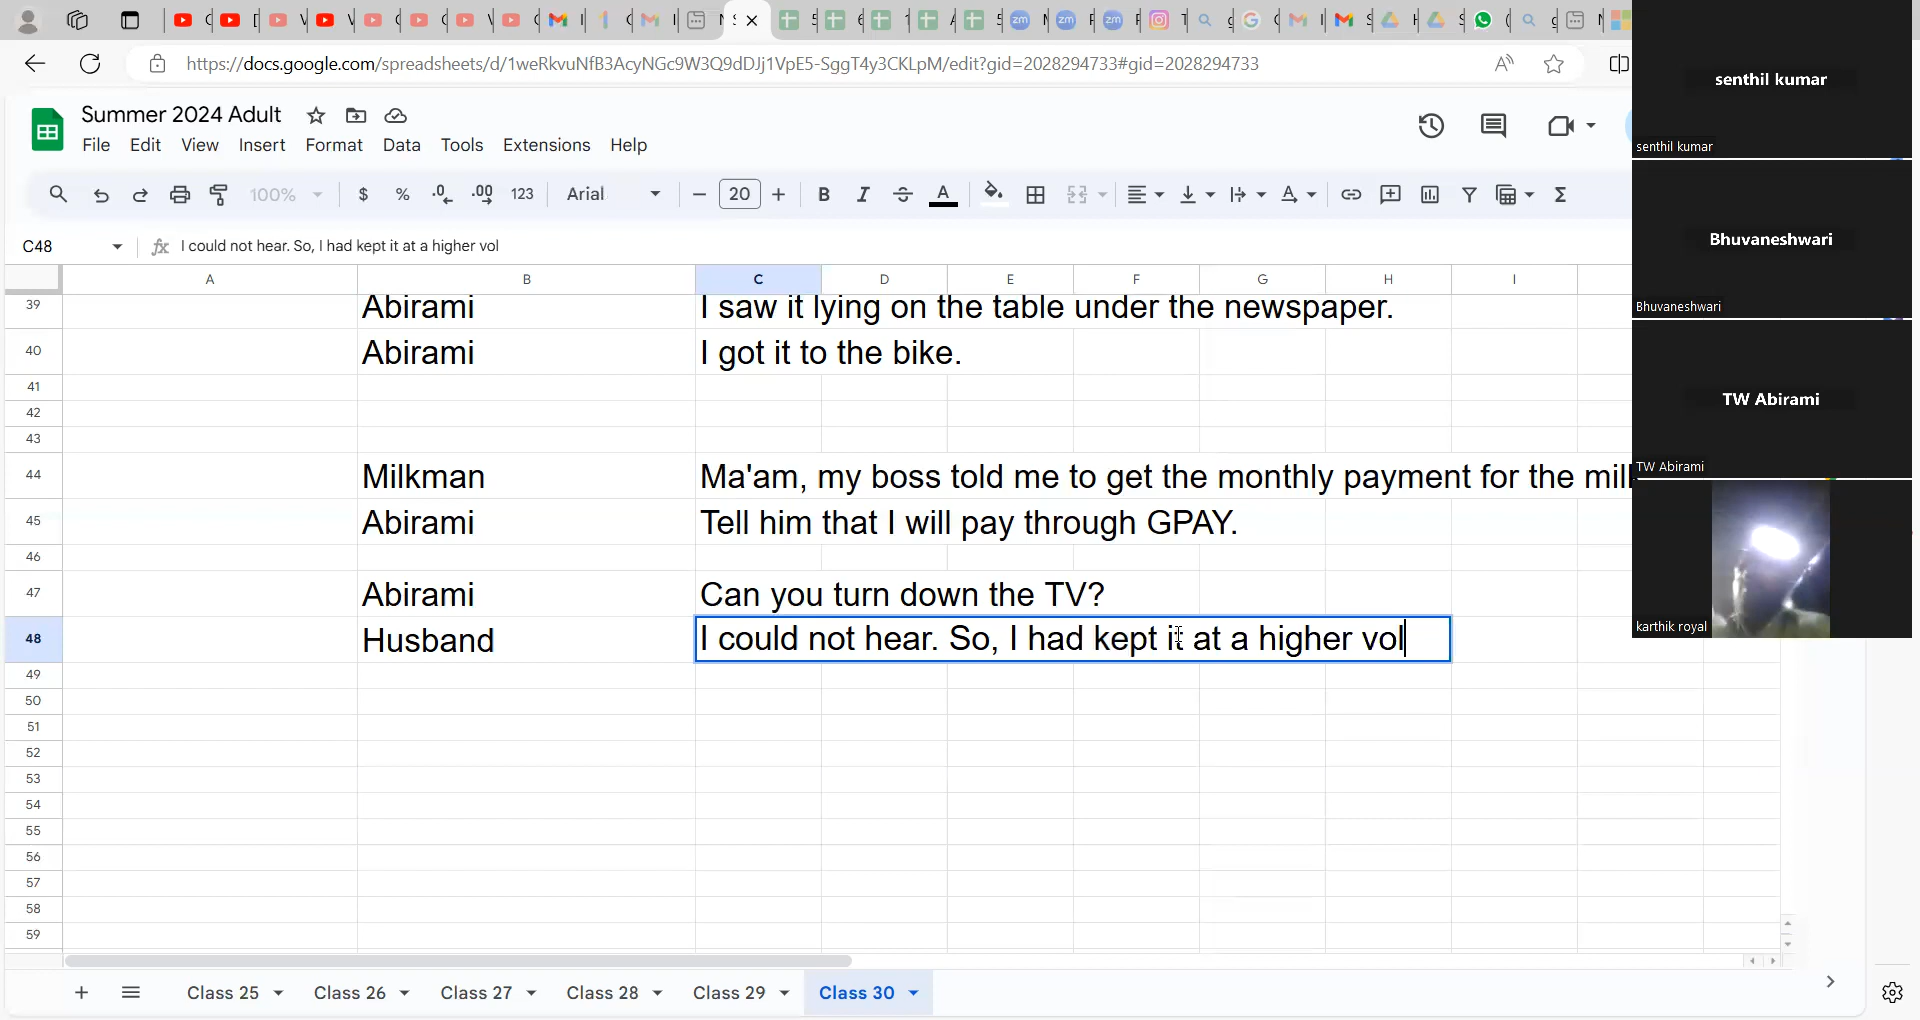 https://docs.google.com/spreadsheets/d/1weRkvuNfB3AcyNGc9W3Q9dDJj1VpE5-SggT4y3CKLpM/edit?gid=2028294733#gid=2028294733
senthil kumar
senthil kumar
Summer 2024 Adult
File Edit View Insert Format Data Tools Extensions Help
100% $ % .0 .00 123 Arial 20 B I A
C48 fx I could not hear. So, I had kept it at a higher vol
Bhuvaneshwari
Bhuvaneshwari
A B C D E F G H I
39 Abirami I saw it lying on the table under the newspaper.
40 Abirami I got it to the bike.
41
42
43
44 Milkman Ma'am, my boss told me to get the monthly payment for the mil
45 Abirami Tell him that I will pay through GPAY.
46
47 Abirami Can you turn down the TV?
48 Husband I could not hear. So, I had kept it at a higher vol
49
50
51
52
53
54
55
56
57
58
59
TW Abirami
TW Abirami
karthik royal
Class 25 Class 26 Class 27 Class 28 Class 29 Class 30